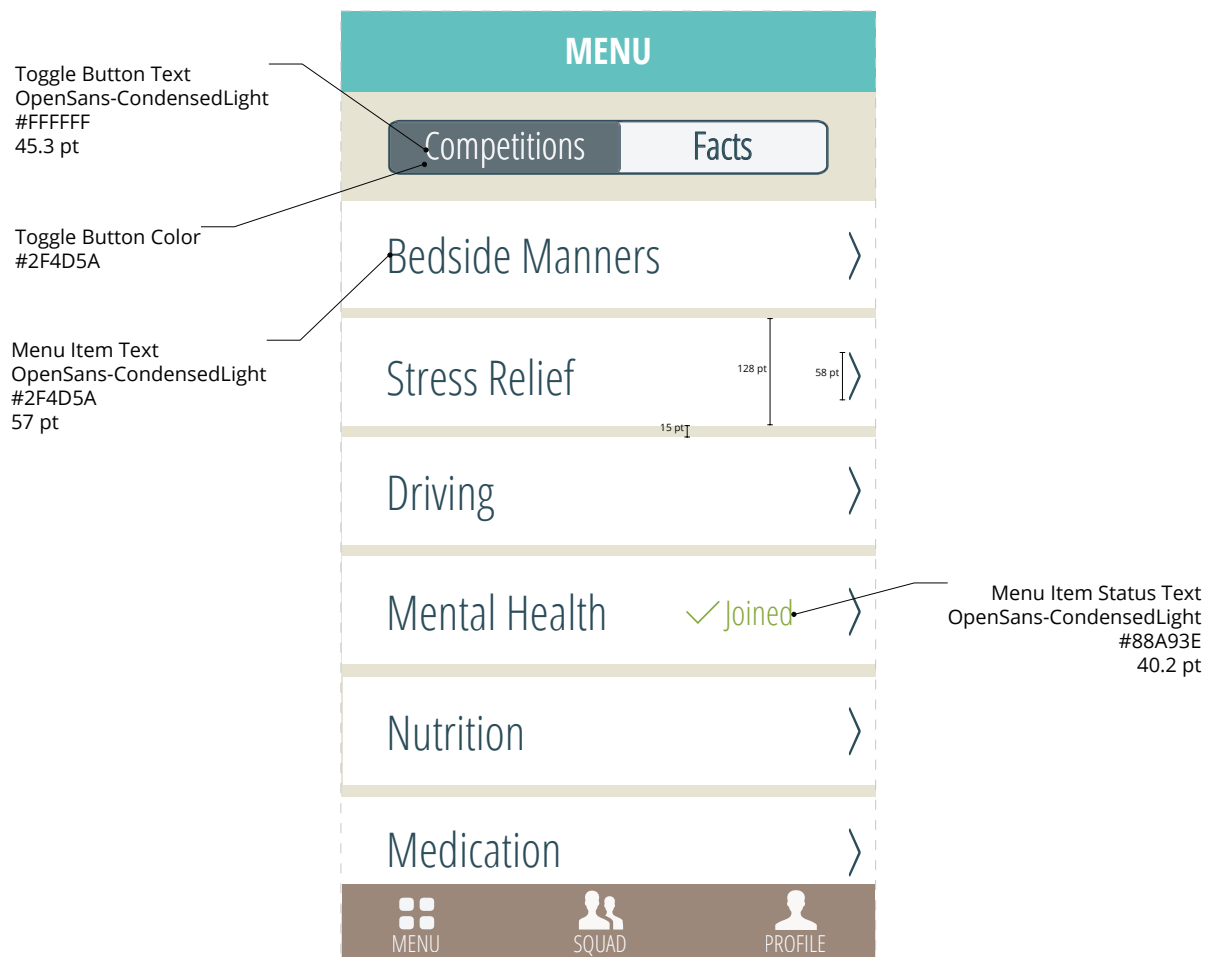 MENU
Toggle Button Text
OpenSans-CondensedLight
#FFFFFF
45.3 pt
Competitions
Facts
Toggle Button Color
#2F4D5A
Bedside Manners
Menu Item Text
OpenSans-CondensedLight
#2F4D5A
57 pt
Stress Relief
128 pt
58 pt
15 pt
Driving
Mental Health
Joined
Menu Item Status Text
OpenSans-CondensedLight
#88A93E
40.2 pt
Nutrition
Medication
MENU
SQUAD
PROFILE